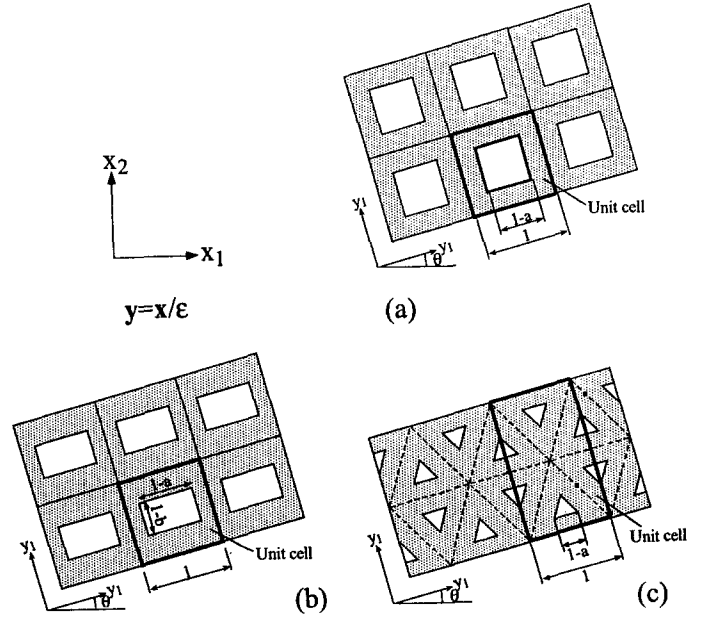 x2
x1
y=x/ε
y1
y1
θ
1-a
1
Unit cell
(a)
1-a
1-b
y1
y1
θ
1
Unit cell
(b)
y1
y1
θ
1-a
1
Unit cell
(c)